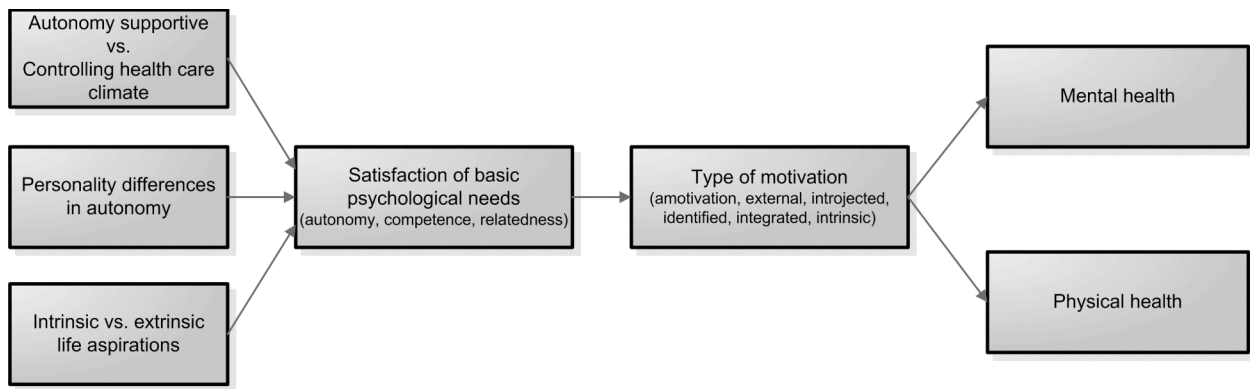 Autonomy supportive
vs.
Controlling health care
climate
Personality differences
in autonomy
Intrinsic vs. extrinsic
life aspirations
Satisfaction of basic
psychological needs
(autonomy, competence, relatedness)
Type of motivation
(amotivation, external, introjected,
identified, integrated, intrinsic)
Mental health
Physical health